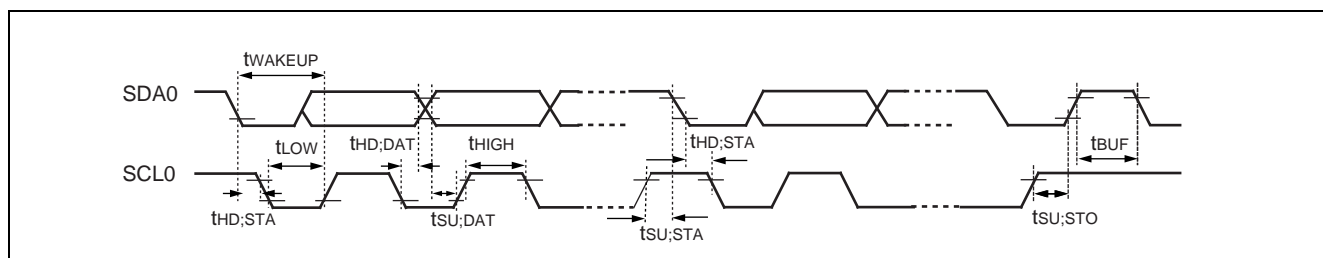 tWAKEUP
SDA0
tLOW tHD;DAT tHIGH tHD;STA tBUF
SCL0
tHD;STA tSU;DAT tSU;STA tSU;STO